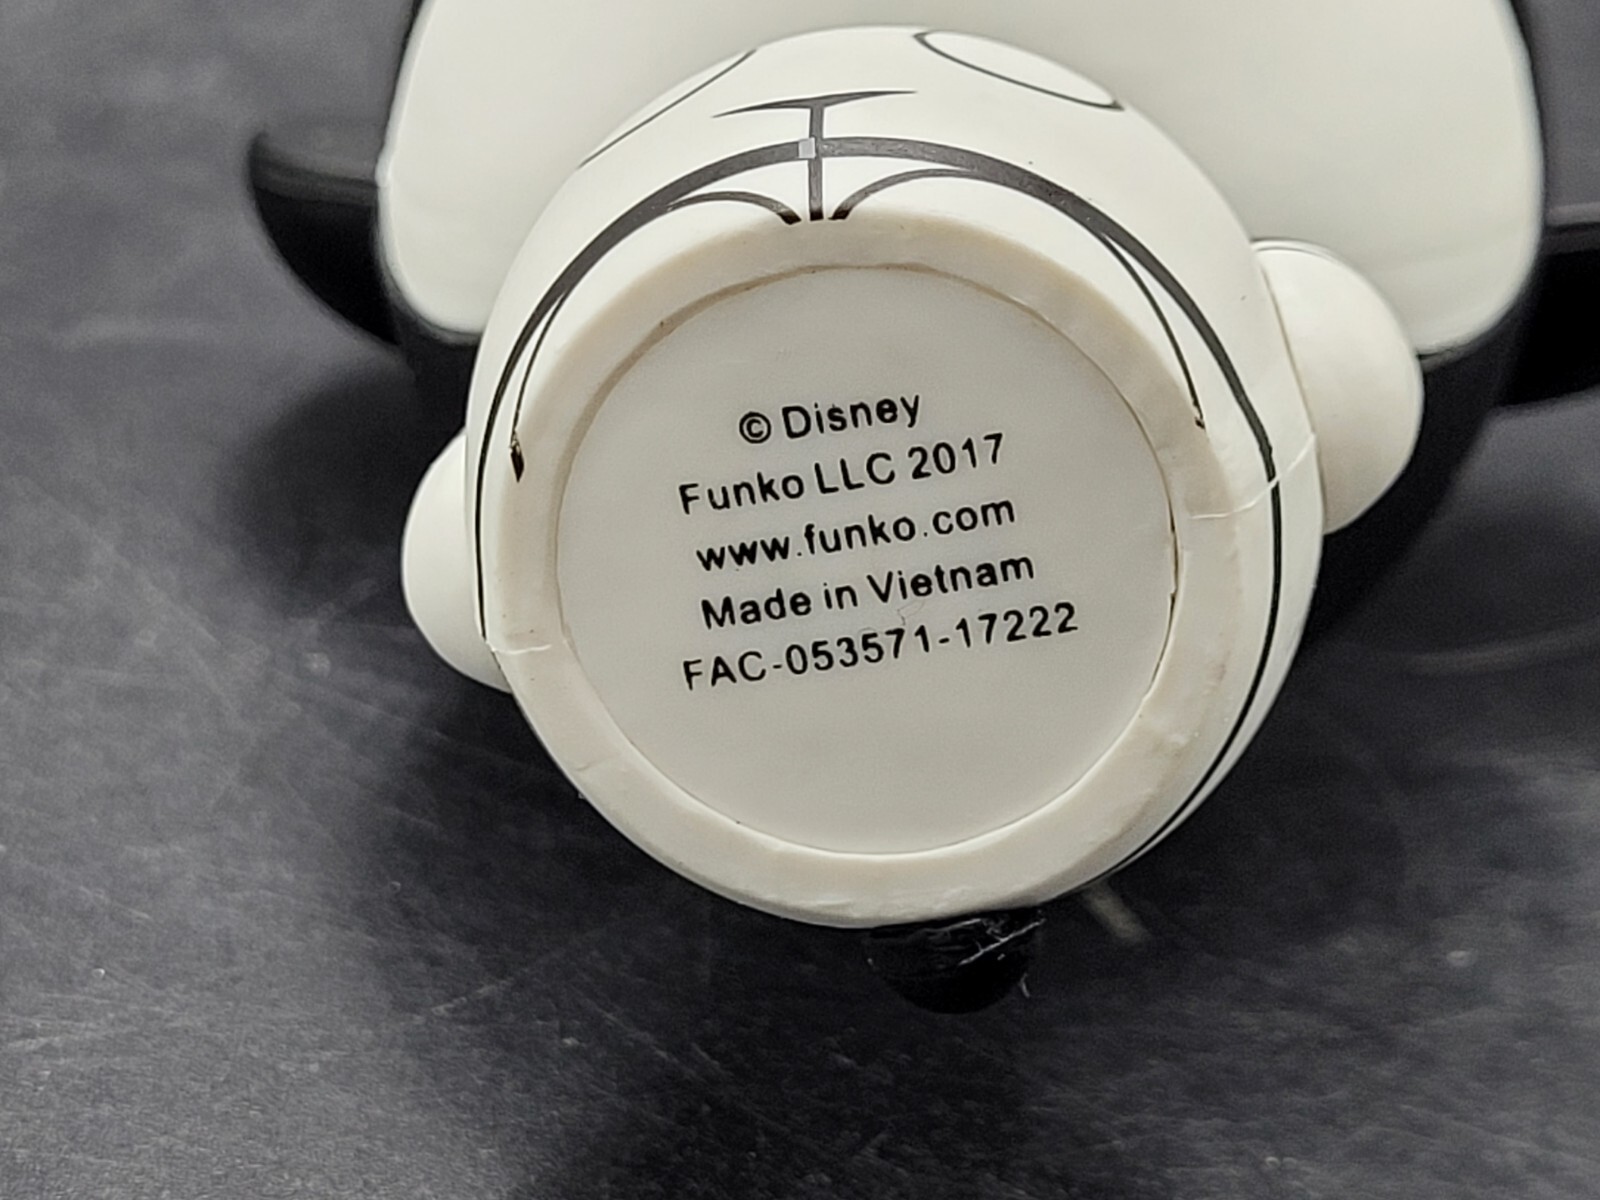 © Disney
Funko LLC 2017
www.funko.com
Made in Vietnam
FAC-053571-17222